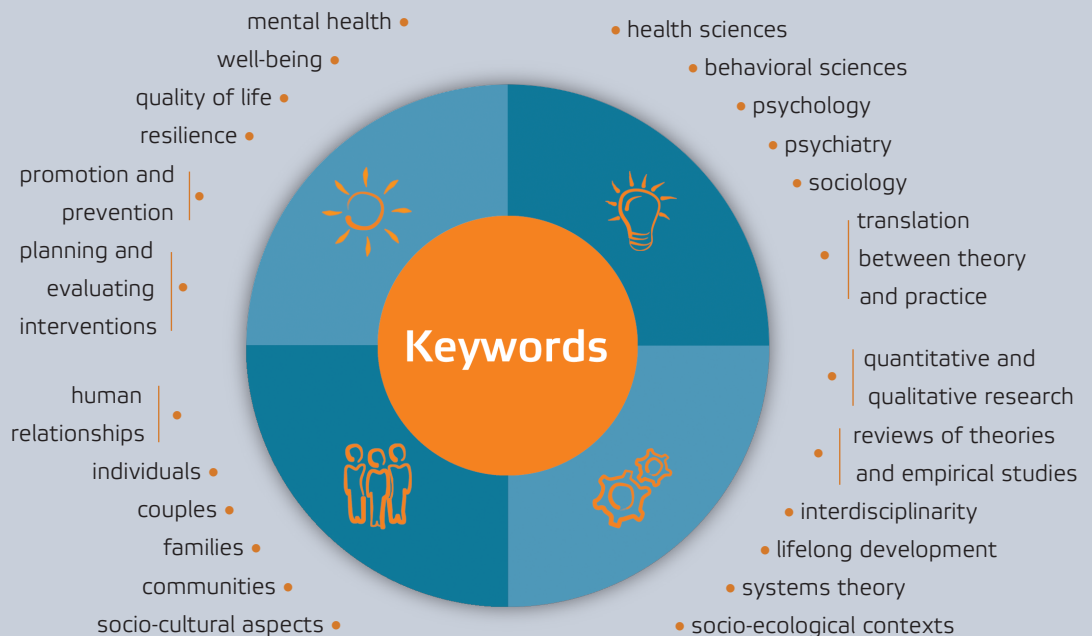 mental health
well-being
quality of life
resilience
promotion and
prevention
planning and
evaluating
interventions
health sciences
behavioral sciences
psychology
psychiatry
sociology
translation
between theory
and practice
Keywords
human
relationships
individuals
couples
families
communities
socio-cultural aspects
quantitative and
qualitative research
reviews of theories
and empirical studies
interdisciplinarity
lifelong development
systems theory
socio-ecological contexts